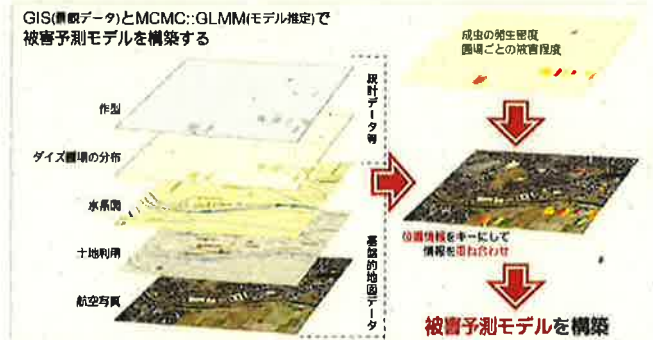 GIS(景観データ)とMCMC::GLMM(モデル推定)で
被害予測モデルを構築する
作型
ダイズ圃場の分布
水系図
土地利用
航空写真
統計データ等
基盤的地図データ
成虫の発生密度
圃場ごとの被害程度
位置情報をキーにして
情報を重ね合わせ
被害予測モデルを構築